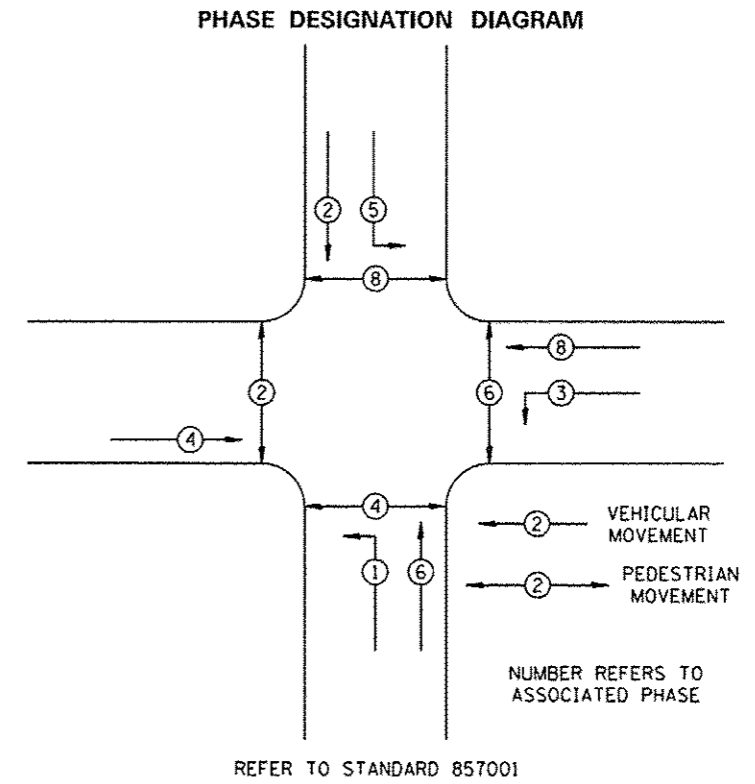 PHASE DESIGNATION DIAGRAM
2
5
8
8
2
6
3
4
4
2 VEHICULAR
MOVEMENT
1
6
2 PEDESTRIAN
MOVEMENT
NUMBER REFERS TO
ASSOCIATED PHASE
REFER TO STANDARD 857001